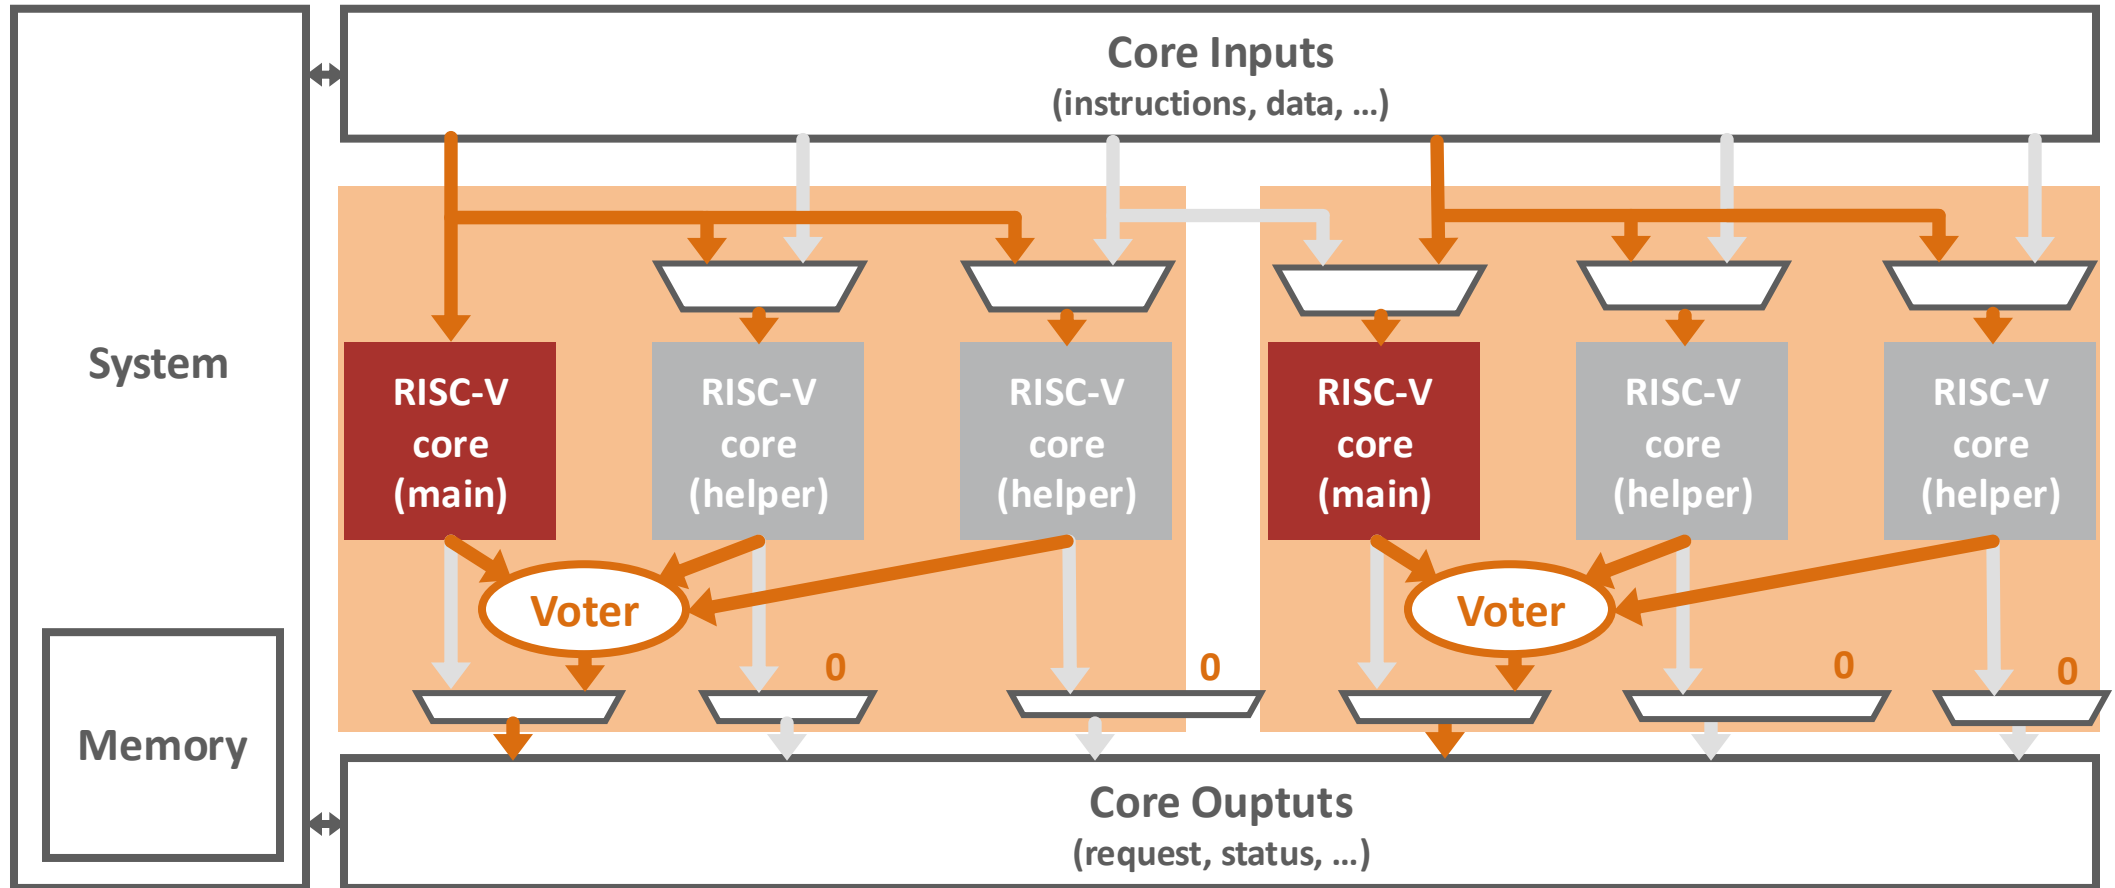 Core Inputs
(instructions, data, ...)
System
RISC-V
core
(main)
RISC-V
core
(helper)
RISC-V
core
(helper)
RISC-V
core
(main)
RISC-V
core
(helper)
RISC-V
core
(helper)
Voter
Voter
0
0
0
0
Memory
Core Ouptuts
(request, status, ...)